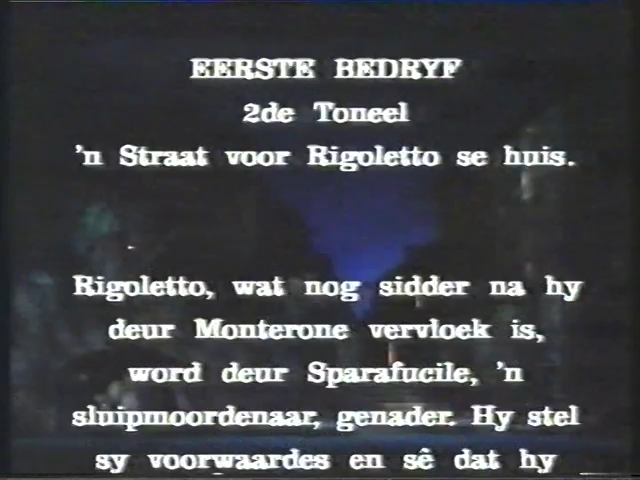 EERSTE BEDRYF
2de Toneel
'n Straat voor Rigoletto se huis.
Rigoletto, wat nog sidder na hy
deur Monterone vervloek is,
word deur Sparafucile, 'n
sluipmoordenaar, genader. Hy stel
sy voorwaardes en sê dat hy